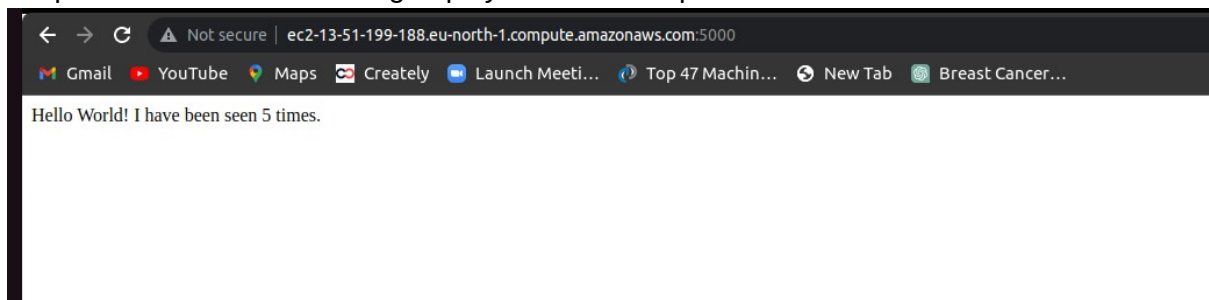 Not secure | ec2-13-51-199-188.eu-north-1.compute.amazonaws.com:5000
Gmail YouTube Maps Creately Launch Meeti... Top 47 Machin... New Tab Breast Cancer...
Hello World! I have been seen 5 times.